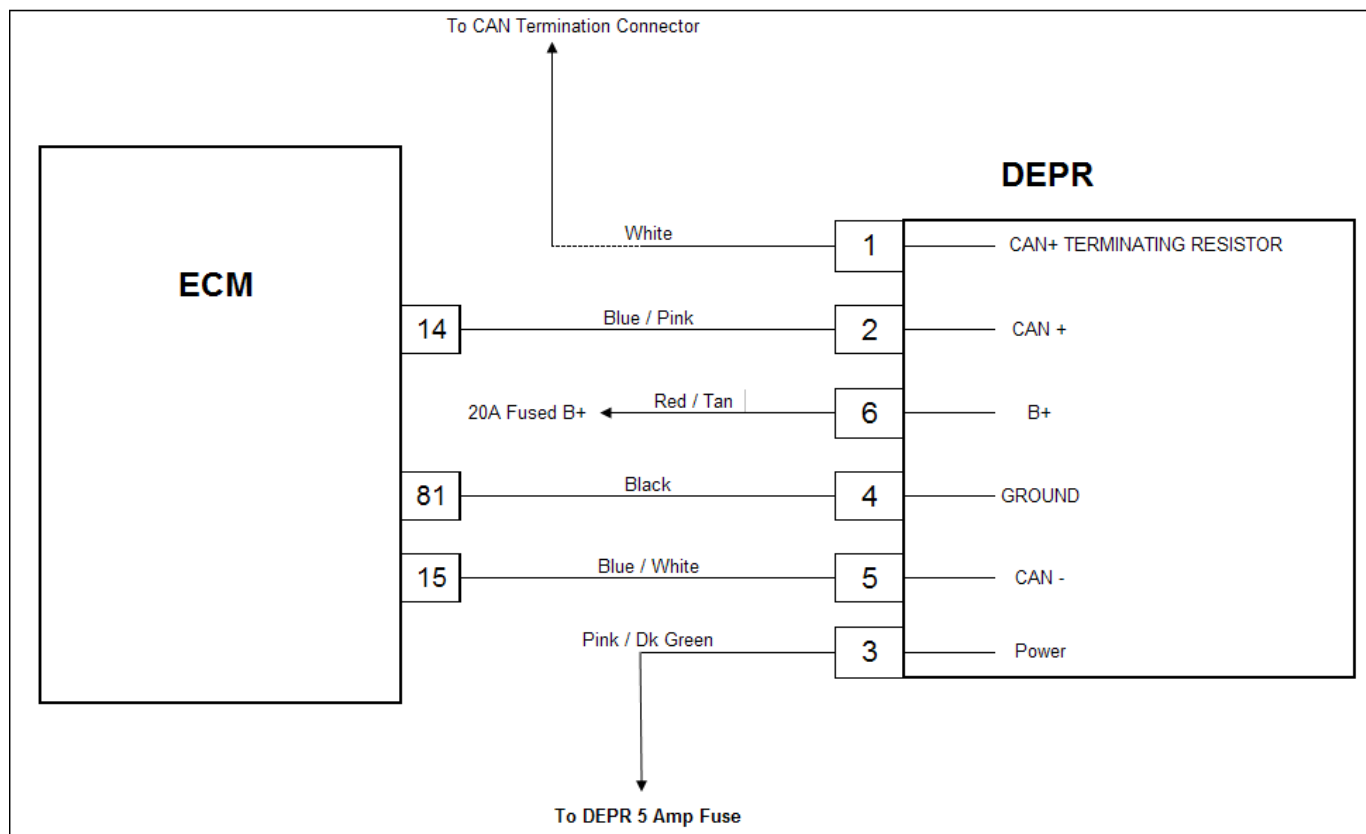 To CAN Termination Connector
DEPR
ECM
White
1
CAN+ TERMINATING RESISTOR
14
Blue / Pink
2
CAN +
20A Fused B+
Red / Tan
6
B+
81
Black
4
GROUND
15
Blue / White
5
CAN -
Pink / Dk Green
3
Power
To DEPR 5 Amp Fuse